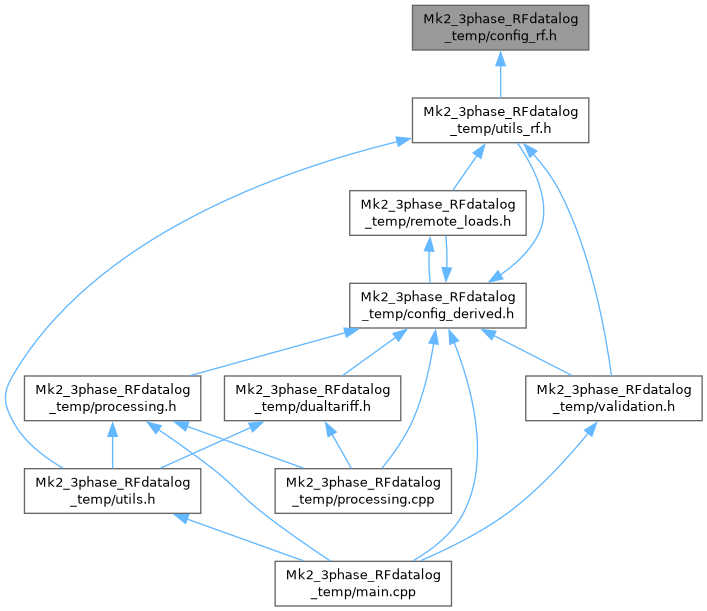 Mk2_3phase_RFdatalog
_temp/config_rf.h
Mk2_3phase_RFdatalog
_temp/utils_rf.h
Mk2_3phase_RFdatalog
_temp/remote_loads.h
Mk2_3phase_RFdatalog
_temp/config_derived.h
Mk2_3phase_RFdatalog
_temp/processing.h
Mk2_3phase_RFdatalog
_temp/dualtariff.h
Mk2_3phase_RFdatalog
_temp/validation.h
Mk2_3phase_RFdatalog
_temp/utils.h
Mk2_3phase_RFdatalog
_temp/processing.cpp
Mk2_3phase_RFdatalog
_temp/main.cpp